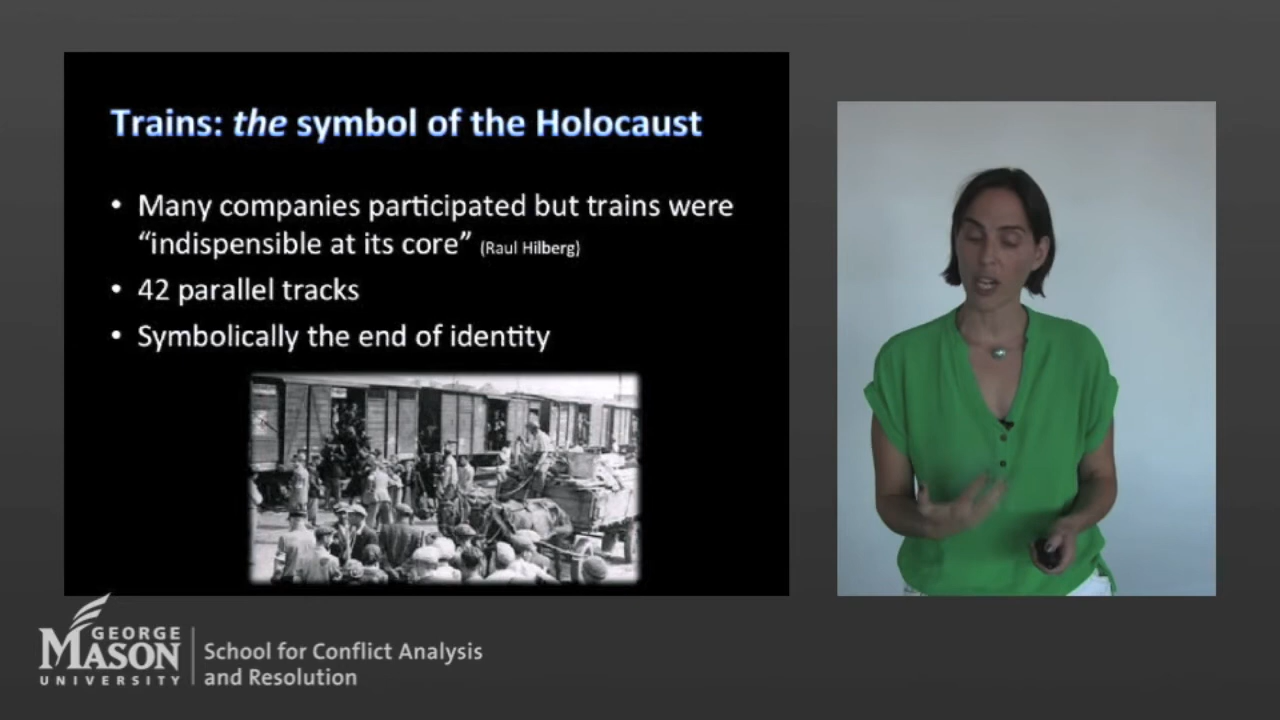 Trains: the symbol of the Holocaust
• Many companies participated but trains were
“indispensible at its core” (Raul Hilberg)
• 42 parallel tracks
• Symbolically the end of identity
GEORGE
MASON
UNIVERSITY
School for Conflict Analysis
and Resolution